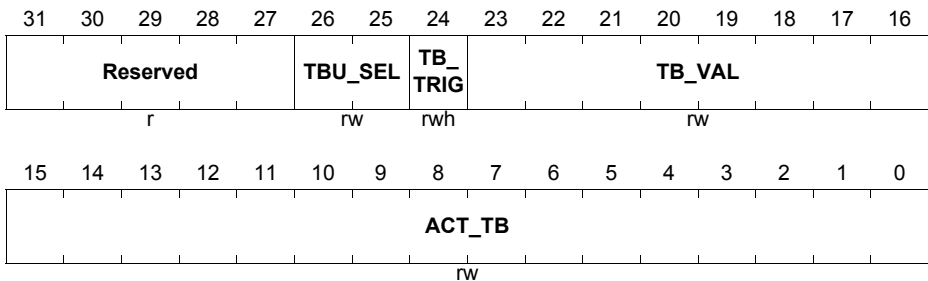 31 30 29 28 27 26 25 24 23 22 21 20 19 18 17 16
Reserved TBU_SEL TB_ TRIG TB_VAL
r rw rwh rw
15 14 13 12 11 10 9 8 7 6 5 4 3 2 1 0
ACT_TB
rw